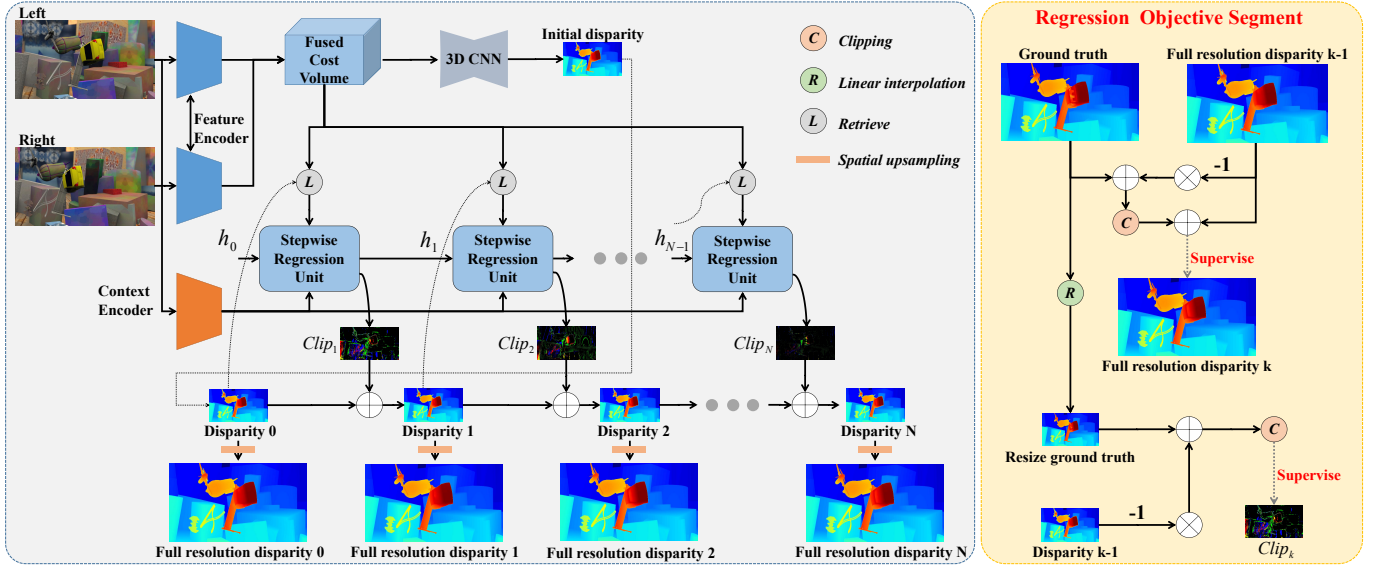 Left
Right
Feature
Encoder
Context
Encoder
Fused
Cost
Volume
3D CNN
Initial disparity
C
Clipping
R
Linear interpolation
L
Retrieve
Spatial upsampling
L
L
L
h0
Stepwise
Regression
Unit
h1
Stepwise
Regression
Unit
hN−1
Stepwise
Regression
Unit
Clip1
Clip2
ClipN
Disparity 0
Disparity 1
Disparity 2
Disparity N
Full resolution disparity 0
Full resolution disparity 1
Full resolution disparity 2
Full resolution disparity N
Regression Objective Segment
Ground truth
Full resolution disparity k-1
-1
C
Supervise
R
Full resolution disparity k
Resize ground truth
C
Supervise
-1
Disparity k-1
Clipk